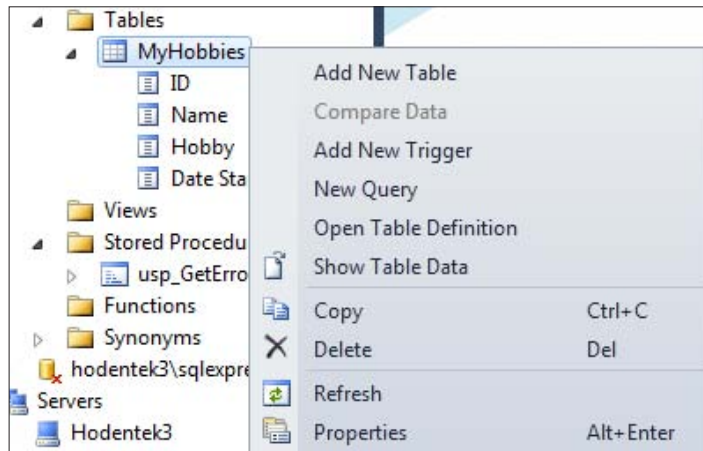 Tables
MyHobbies
ID
Name
Hobby
Date Sta
Views
Stored Procedu
usp_GetErro
Functions
Synonyms
hodentek3\sqlexpre
Servers
Hodentek3
Add New Table
Compare Data
Add New Trigger
New Query
Open Table Definition
Show Table Data
Copy Ctrl+C
Delete Del
Refresh
Properties Alt+Enter